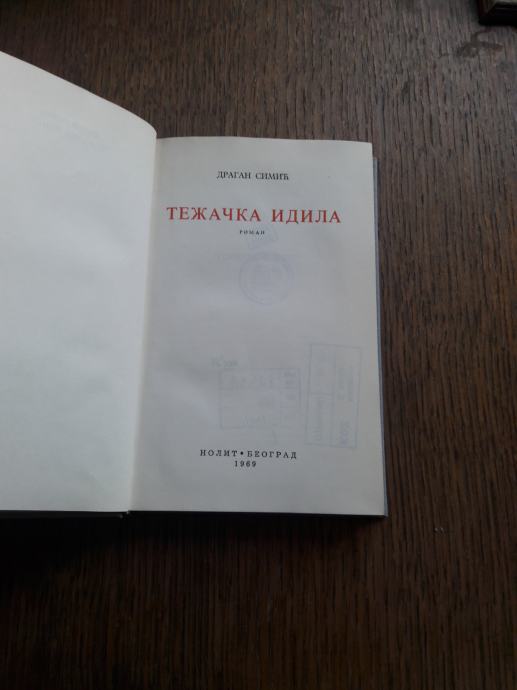 ДРАГАН СИМИЋ
ТЕЖАЧКА ИДИЛА
РОМАН
НОЛИТ • БЕОГРАД
1969